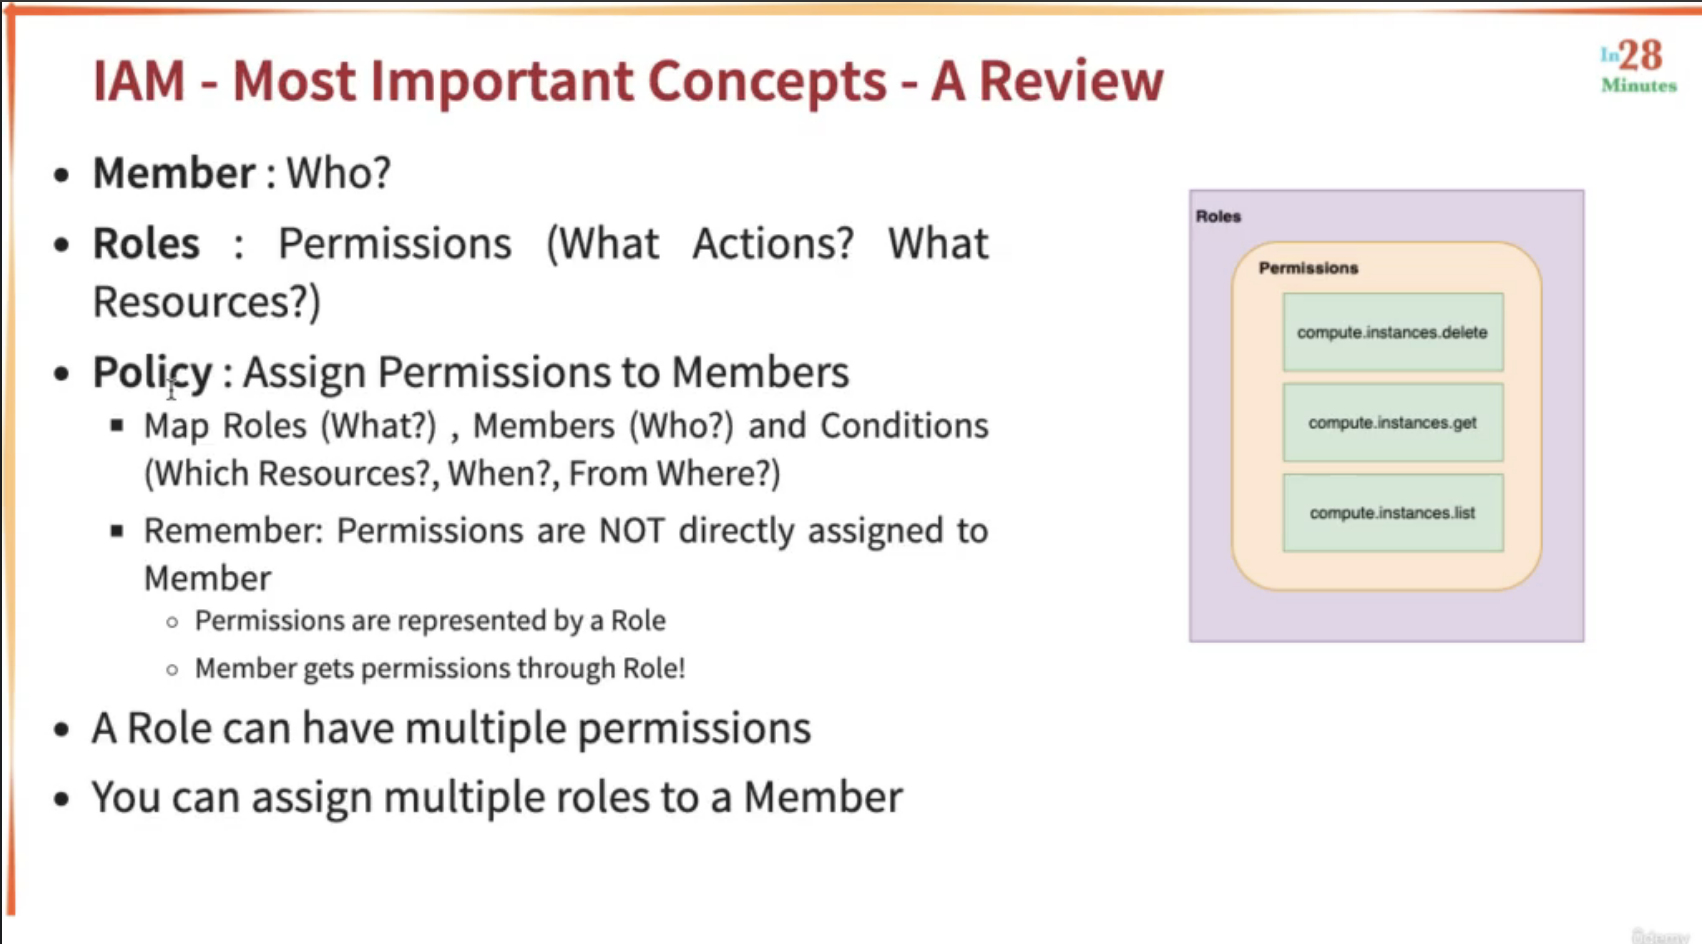 IAM - Most Important Concepts - A Review
In28
Minutes
• Member : Who?
• Roles : Permissions (What Actions? What
Resources?)
• Policy : Assign Permissions to Members
▪ Map Roles (What?) , Members (Who?) and Conditions
(Which Resources?, When?, From Where?)
▪ Remember: Permissions are NOT directly assigned to
Member
○ Permissions are represented by a Role
○ Member gets permissions through Role!
• A Role can have multiple permissions
• You can assign multiple roles to a Member
Roles
Permissions
compute.instances.delete
compute.instances.get
compute.instances.list
ûdemy